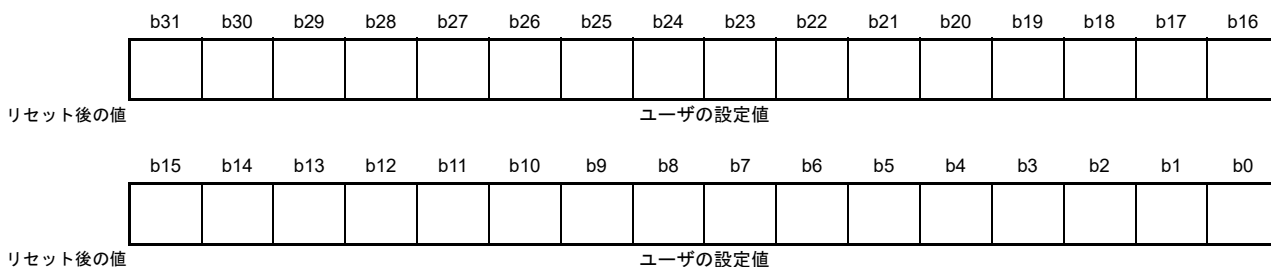 b31 b30 b29 b28 b27 b26 b25 b24 b23 b22 b21 b20 b19 b18 b17 b16
リセット後の値 ユーザの設定値
b15 b14 b13 b12 b11 b10 b9 b8 b7 b6 b5 b4 b3 b2 b1 b0
リセット後の値 ユーザの設定値